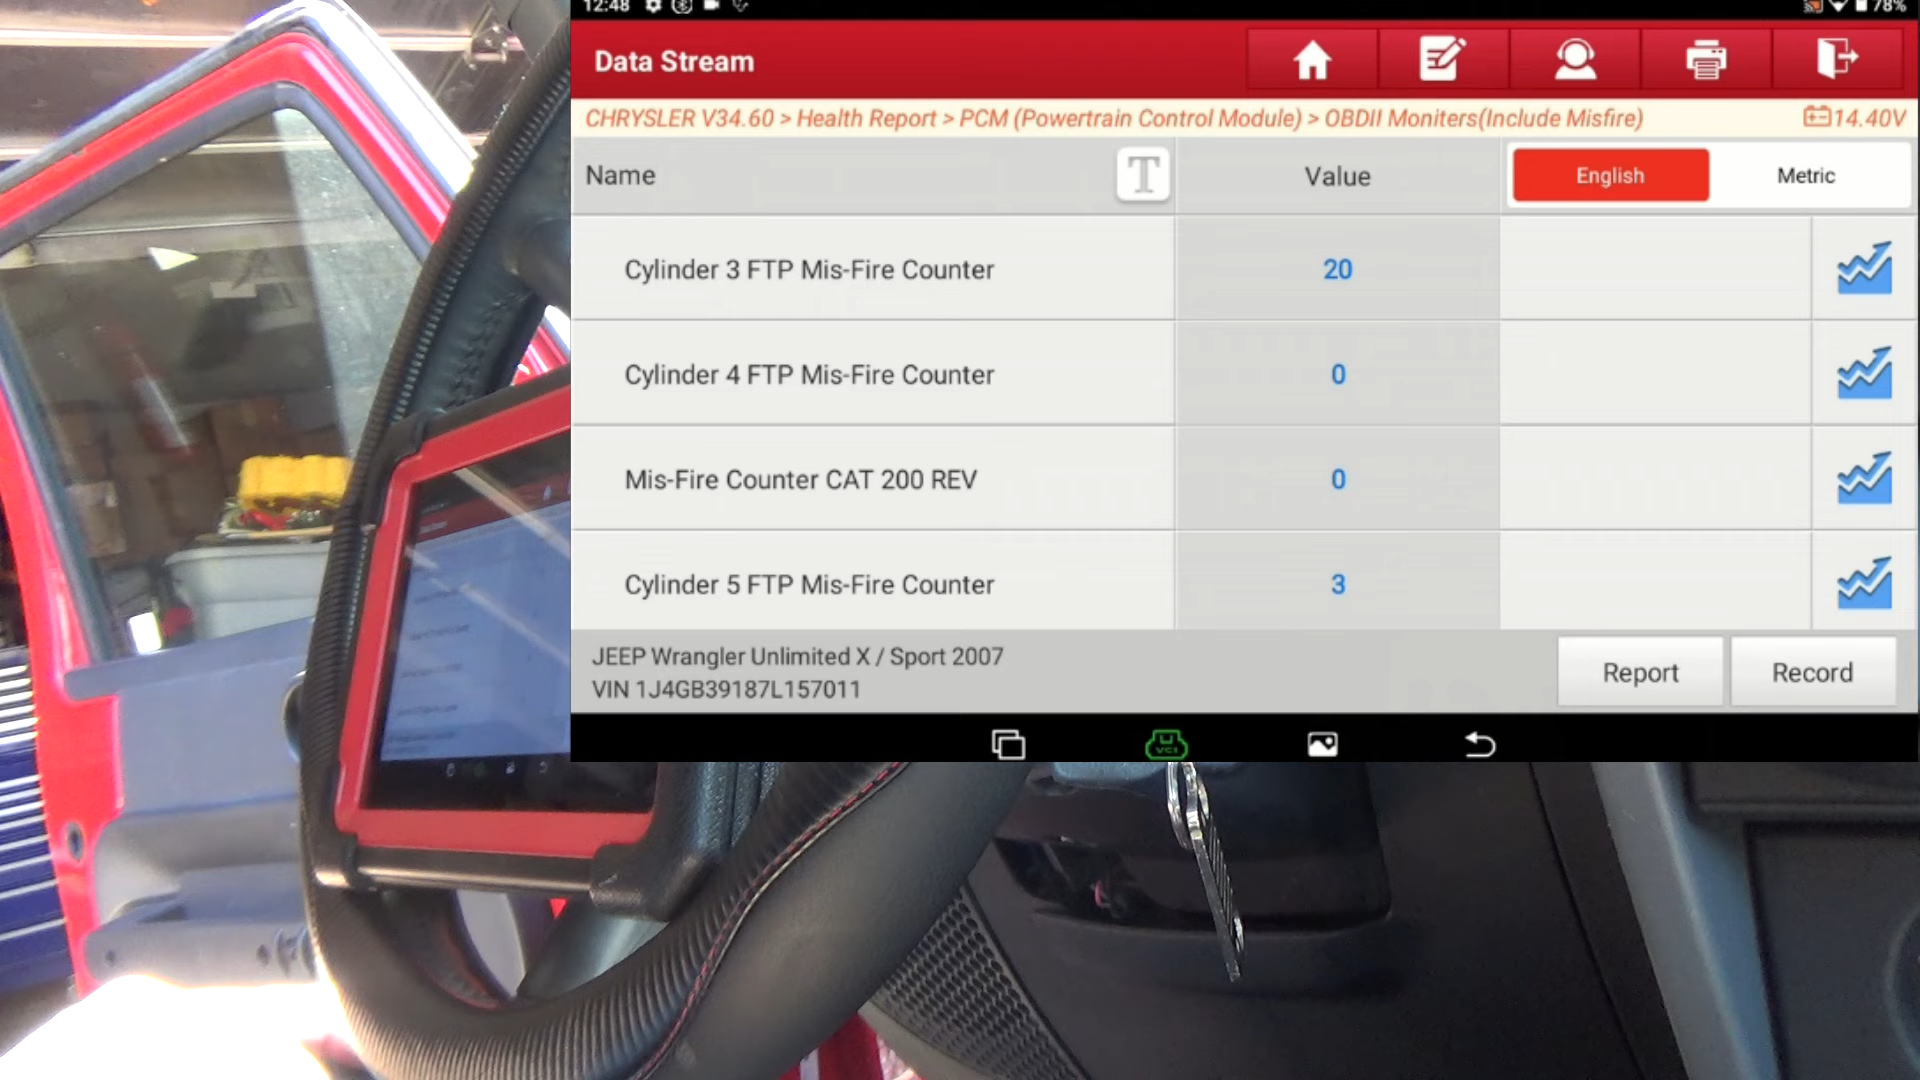 12:48 78%
Data Stream
CHRYSLER V34.60 > Health Report > PCM (Powertrain Control Module) > OBDII Moniters(Include Misfire) 14.40V
Name T Value English Metric
Cylinder 3 FTP Mis-Fire Counter 20
Cylinder 4 FTP Mis-Fire Counter 0
Mis-Fire Counter CAT 200 REV 0
Cylinder 5 FTP Mis-Fire Counter 3
JEEP Wrangler Unlimited X / Sport 2007
VIN 1J4GB39187L157011
Report Record
VCI